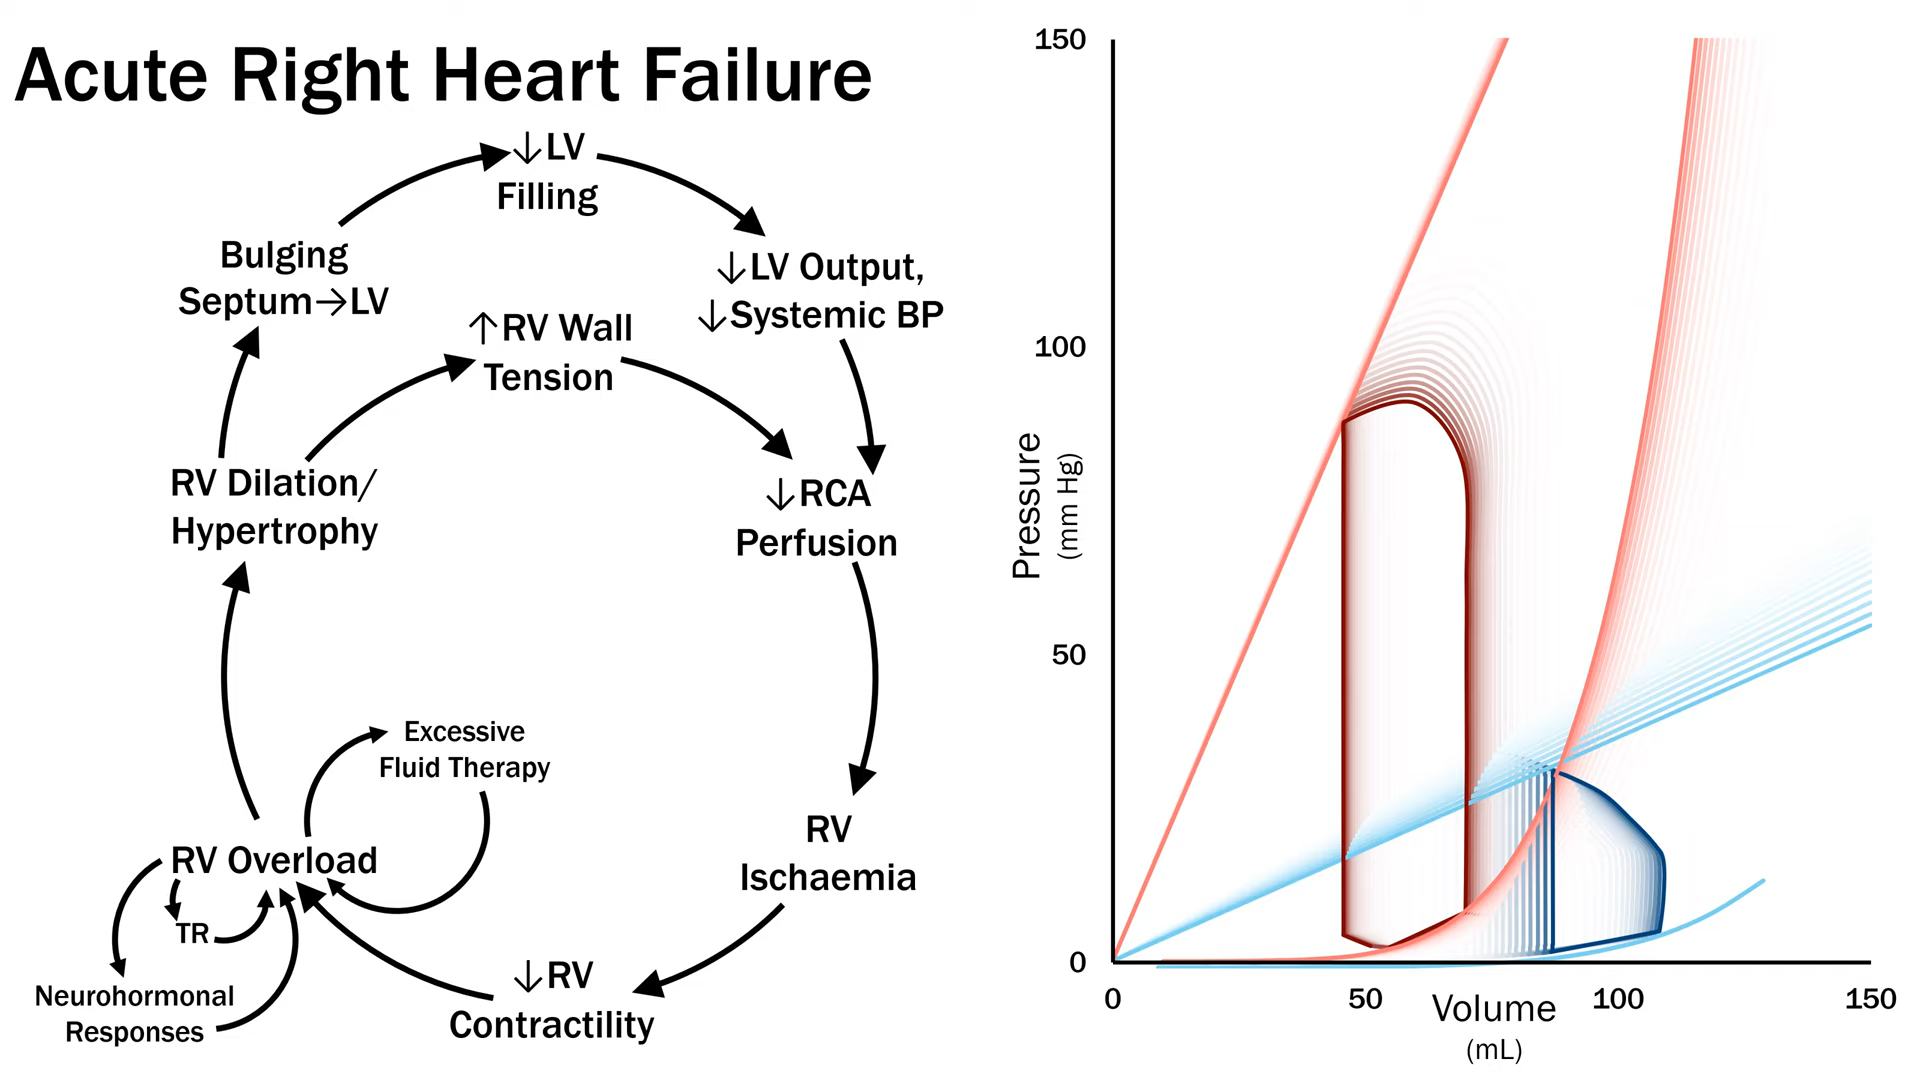 Acute Right Heart Failure
↓LV
Filling
Bulging
Septum→LV
↓LV Output,
↓Systemic BP
↑RV Wall
Tension
RV Dilation/
Hypertrophy
↓RCA
Perfusion
Excessive
Fluid Therapy
RV Overload
TR
Neurohormonal
Responses
RV
Ischaemia
↓RV
Contractility
150
100
50
0
Pressure
(mm Hg)
0
50
100
150
Volume
(mL)